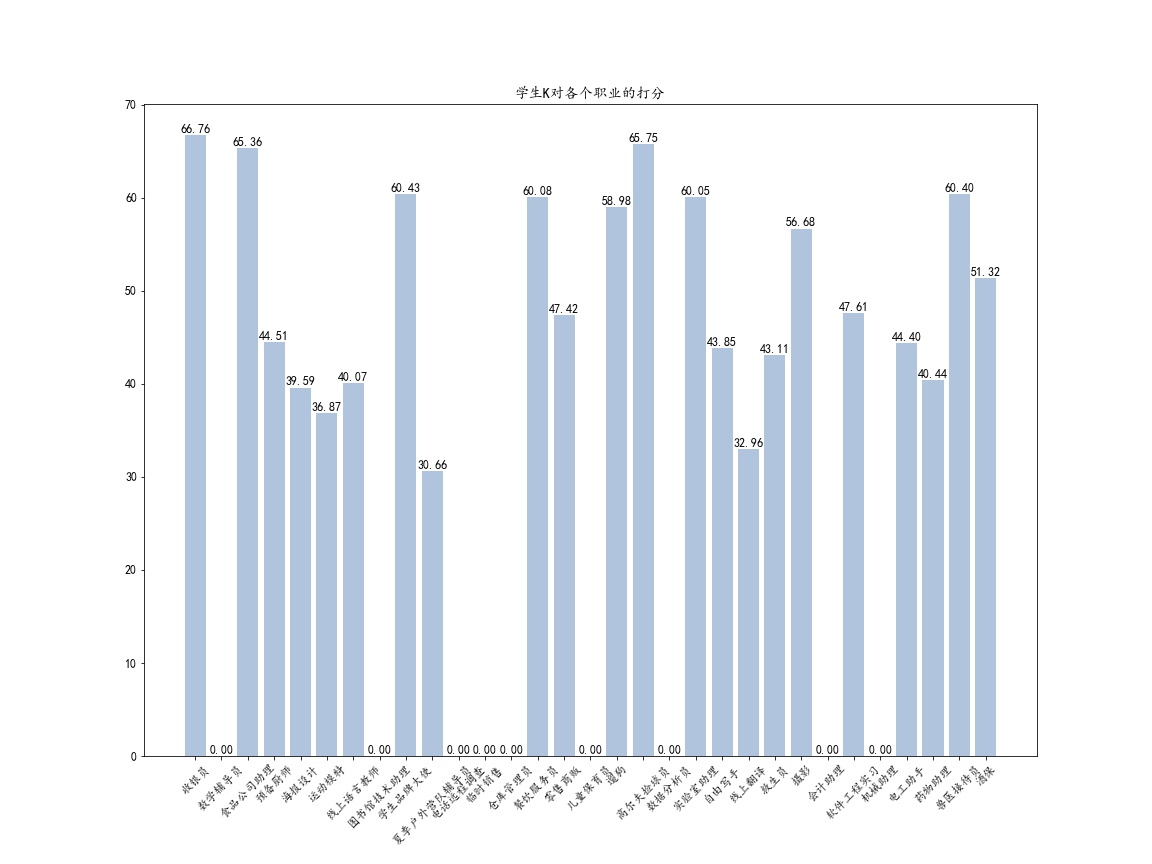 学生K对各个职业的打分
70
60
50
40
30
20
10
0
66.76
0.00
65.36
44.51
39.59
36.87
40.07
0.00
60.43
30.66
0.00
0.00
0.00
60.08
47.42
0.00
58.98
65.75
0.00
60.05
43.85
32.96
43.11
56.68
0.00
47.61
0.00
44.40
40.44
60.40
51.32
收银员
数学辅导员
食品公司助理
预备厨师
海报设计
运动模特
线上语言教师
图书馆技术助理
学生品牌大使
夏季户外营队辅导员
电话远程调查
临时销售
仓库管理员
餐饮服务员
零售商贩
儿童保育员
遛狗
高尔夫捡球员
数据分析员
实验室助理
自由写手
线上翻译
救生员
摄影
会计助理
软件工程实习
机械助理
电工助手
药物助理
兽医接待员
酒保